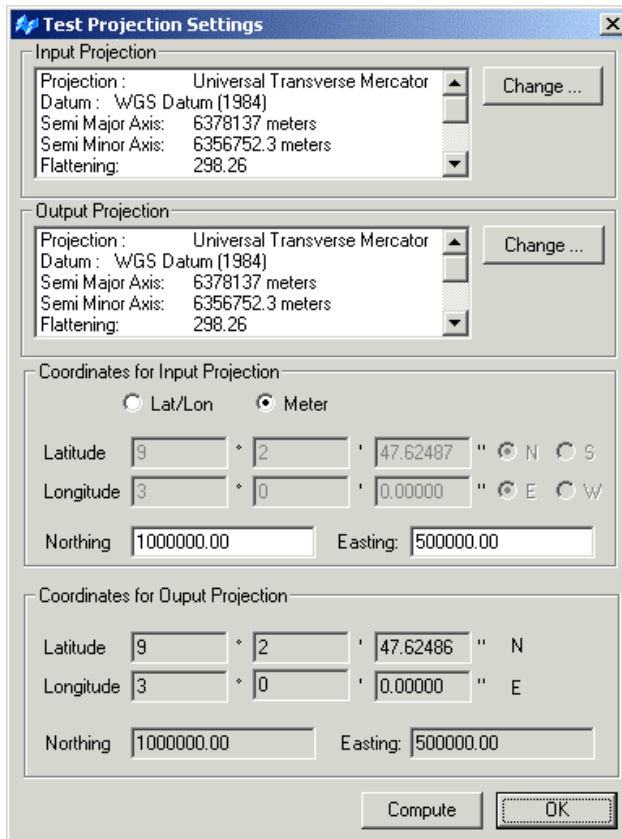 Test Projection Settings
Input Projection
Projection : Universal Transverse Mercator
Datum : WGS Datum (1984)
Semi Major Axis: 6378137 meters
Semi Minor Axis: 6356752.3 meters
Flattening: 298.26
Change ...
Output Projection
Projection : Universal Transverse Mercator
Datum : WGS Datum (1984)
Semi Major Axis: 6378137 meters
Semi Minor Axis: 6356752.3 meters
Flattening: 298.26
Change ...
Coordinates for Input Projection
Lat/Lon Meter
Latitude 9 ° 2 ' 47.62487 " N S
Longitude 3 ° 0 ' 0.00000 " E W
Northing 1000000.00 Easting: 500000.00
Coordinates for Ouput Projection
Latitude 9 ° 2 ' 47.62486 " N
Longitude 3 ° 0 ' 0.00000 " E
Northing 1000000.00 Easting: 500000.00
Compute OK